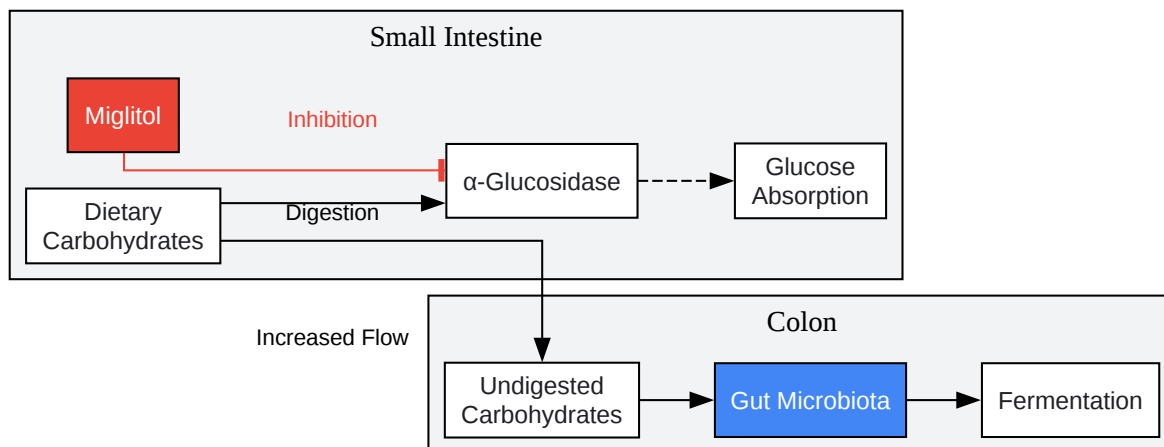 Small Intestine
Miglitol
Inhibition
α-Glucosidase
Glucose
Absorption
Dietary
Carbohydrates
Digestion
Increased Flow
Colon
Undigested
Carbohydrates
Gut Microbiota
Fermentation